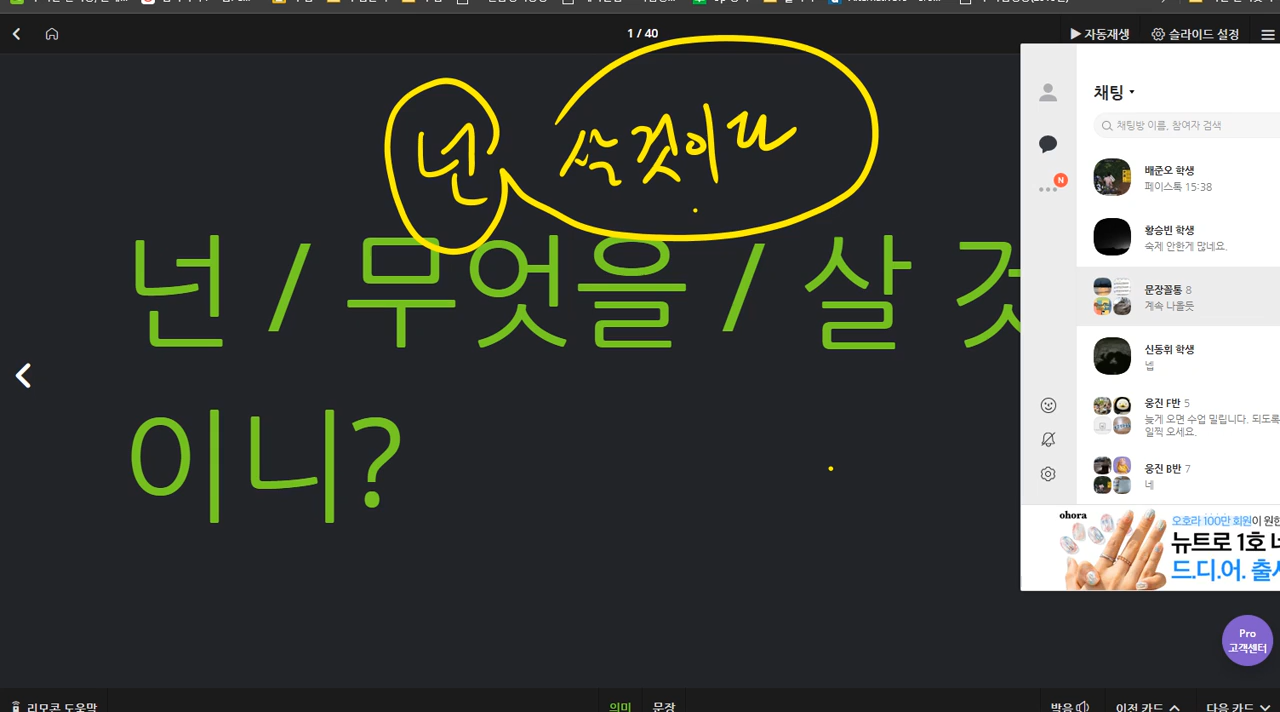 1 / 40
자동재생
슬라이드 설정
넌 살것이다
넌 / 무엇을 / 살 것
이니?
채팅
채팅방 이름, 참여자 검색
배준오 학생
페이스톡 15:38
황승빈 학생
숙제 안한게 많네요.
N
문장꼴통 8
계속 나올듯
신동휘 학생
넵
웅진 F반 5
늦게 오면 수업 밀립니다. 되도록
일찍 오세요.
웅진 B반 7
네
ohora
오호라 100만 회원이 원한
뉴트로 1호 네
드.디.어. 출시
Pro
고객센터
리모콘 도움말
의미
문장
발음
이전 카드
다음 카드